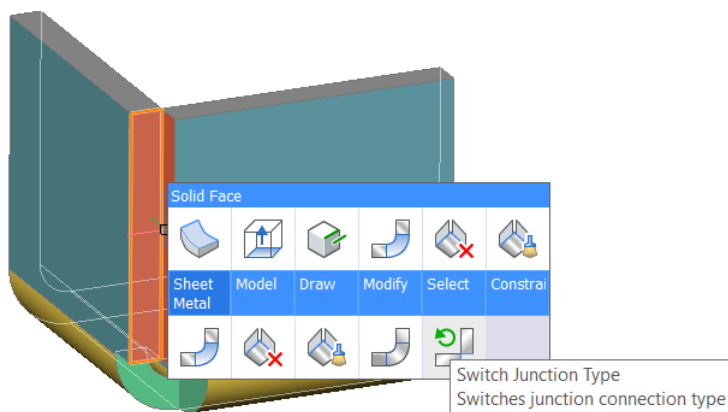 Solid Face
Sheet Metal
Model
Draw
Modify
Select
Constrai
Switch Junction Type
Switches junction connection type